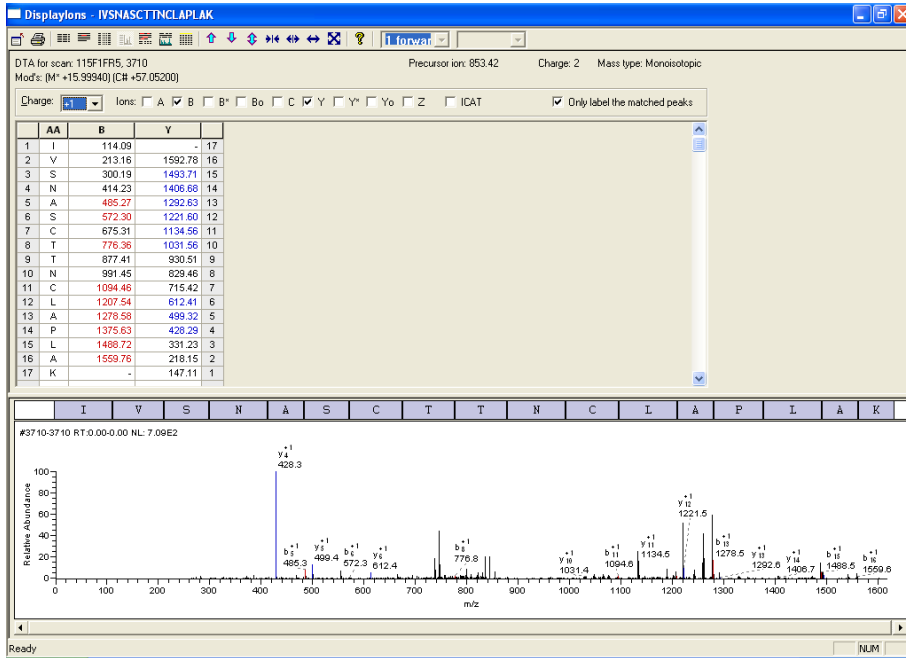 DisplayIons - IVSNASCTTNCLAPLAK
1 forwar
DTA for scan: 115F1FR5, 3710 Precursor ion: 853.42 Charge: 2 Mass type: Monoisotopic
Mod's: (M* +15.99940) (C# +57.05200)
Charge: +1 Ions: A B B* Bo C Y Y* Yo Z ICAT Only label the matched peaks
AA B Y
1 I 114.09 - 17
2 V 213.16 1592.78 16
3 S 300.19 1493.71 15
4 N 414.23 1406.68 14
5 A 485.27 1292.63 13
6 S 572.30 1221.60 12
7 C 675.31 1134.56 11
8 T 776.36 1031.56 10
9 T 877.41 930.51 9
10 N 991.45 829.46 8
11 C 1094.46 715.42 7
12 L 1207.54 612.41 6
13 A 1278.58 499.32 5
14 P 1375.63 428.29 4
15 L 1488.72 331.23 3
16 A 1559.76 218.15 2
17 K - 147.11 1
I V S N A S C T T N C L A P L A K
#3710-3710 RT:0.00-0.00 NL: 7.09E2
Relative Abundance
100
80
60
40
20
0
y4 +1
428.3
b5 +1
485.3
y5 +1
499.4
b6 +1
572.3
y6 +1
612.4
b8 +1
776.8
y10 +1
1031.4
b11 +1
1094.6
y11 +1
1134.5
y12 +1
1221.5
b13 +1
1278.5
y13 +1
1292.6
y14 +1
1406.7
b15 +1
1488.5
b16 +1
1559.6
0 100 200 300 400 500 600 700 800 900 1000 1100 1200 1300 1400 1500 1600
m/z
Ready NUM